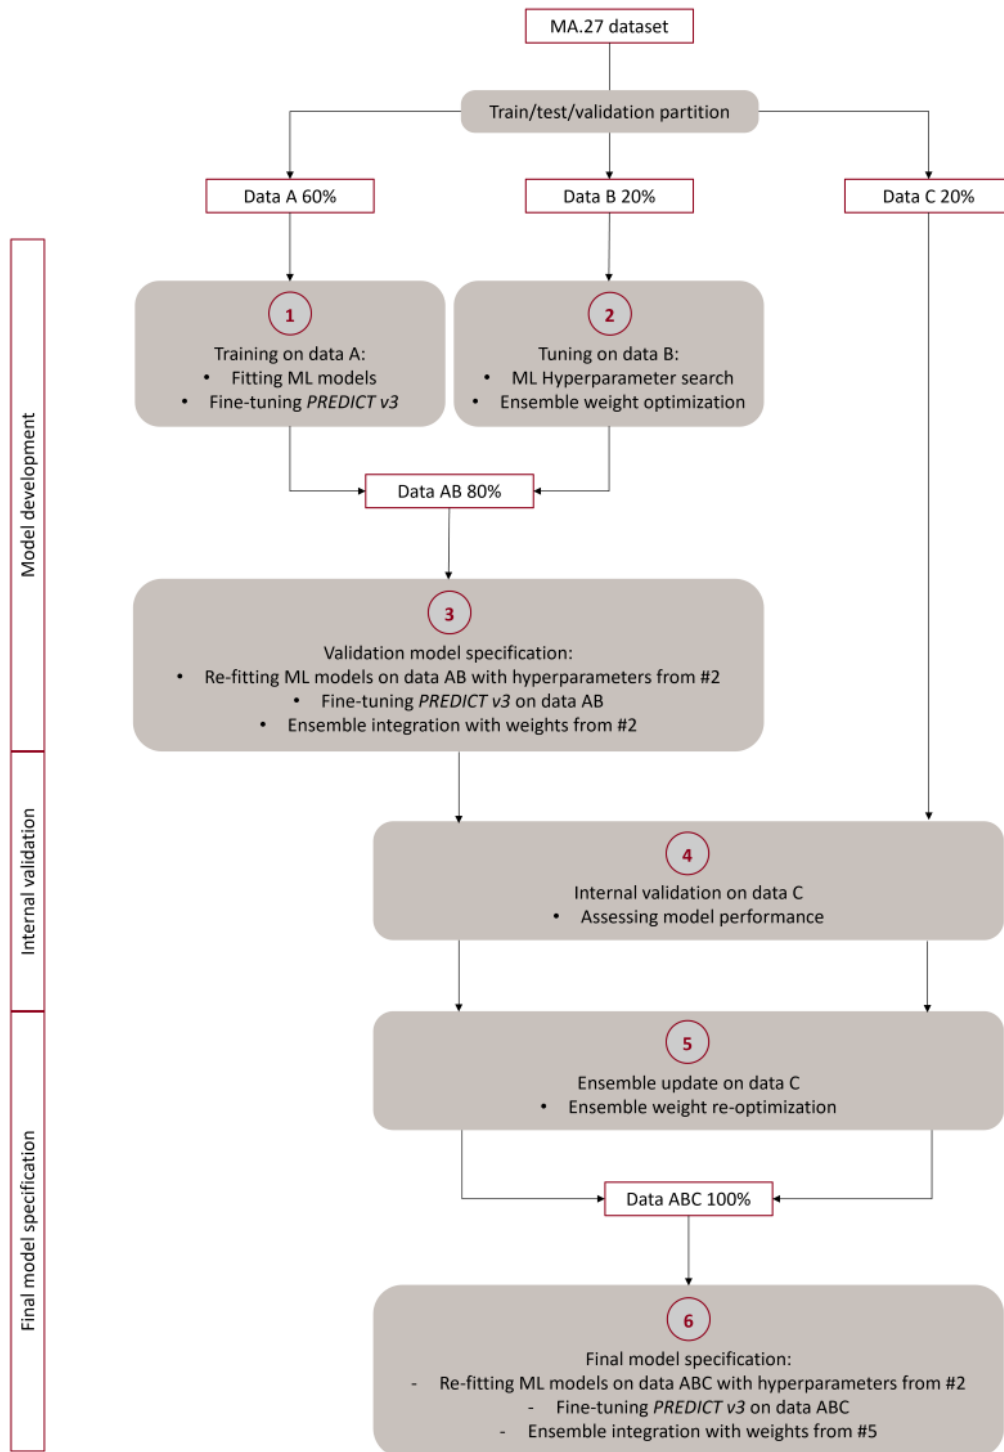 MA.27 dataset
Train/test/validation partition
Data A 60%
Data B 20%
Data C 20%
Model development
1
Training on data A:
• Fitting ML models
• Fine-tuning PREDICT v3
2
Tuning on data B:
• ML Hyperparameter search
• Ensemble weight optimization
Data AB 80%
3
Validation model specification:
• Re-fitting ML models on data AB with hyperparameters from #2
• Fine-tuning PREDICT v3 on data AB
• Ensemble integration with weights from #2
Internal validation
4
Internal validation on data C
• Assessing model performance
Final model specification
5
Ensemble update on data C
• Ensemble weight re-optimization
Data ABC 100%
6
Final model specification:
- Re-fitting ML models on data ABC with hyperparameters from #2
- Fine-tuning PREDICT v3 on data ABC
- Ensemble integration with weights from #5